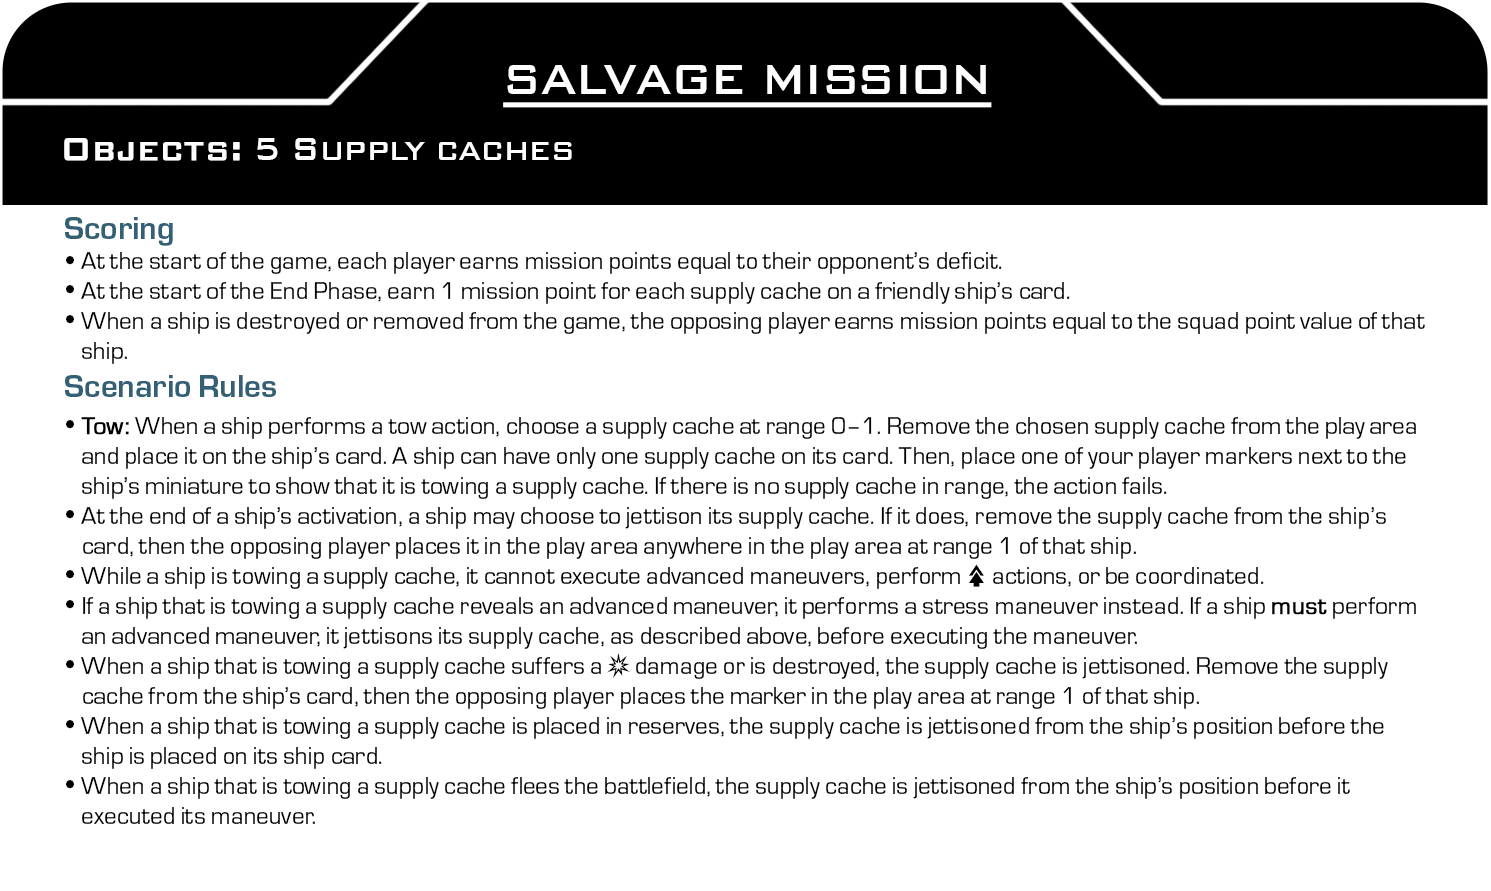 SALVAGE MISSION
OBJECTS: 5 SUPPLY CACHES
Scoring
• At the start of the game, each player earns mission points equal to their opponent's deficit.
• At the start of the End Phase, earn 1 mission point for each supply cache on a friendly ship's card.
• When a ship is destroyed or removed from the game, the opposing player earns mission points equal to the squad point value of that
ship.
Scenario Rules
• Tow: When a ship performs a tow action, choose a supply cache at range 0–1. Remove the chosen supply cache from the play area
and place it on the ship's card. A ship can have only one supply cache on its card. Then, place one of your player markers next to the
ship's miniature to show that it is towing a supply cache. If there is no supply cache in range, the action fails.
• At the end of a ship's activation, a ship may choose to jettison its supply cache. If it does, remove the supply cache from the ship's
card, then the opposing player places it in the play area anywhere in the play area at range 1 of that ship.
• While a ship is towing a supply cache, it cannot execute advanced maneuvers, perform actions, or be coordinated.
• If a ship that is towing a supply cache reveals an advanced maneuver, it performs a stress maneuver instead. If a ship must perform
an advanced maneuver, it jettisons its supply cache, as described above, before executing the maneuver.
• When a ship that is towing a supply cache suffers a damage or is destroyed, the supply cache is jettisoned. Remove the supply
cache from the ship's card, then the opposing player places the marker in the play area at range 1 of that ship.
• When a ship that is towing a supply cache is placed in reserves, the supply cache is jettisoned from the ship's position before the
ship is placed on its ship card.
• When a ship that is towing a supply cache flees the battlefield, the supply cache is jettisoned from the ship's position before it
executed its maneuver.